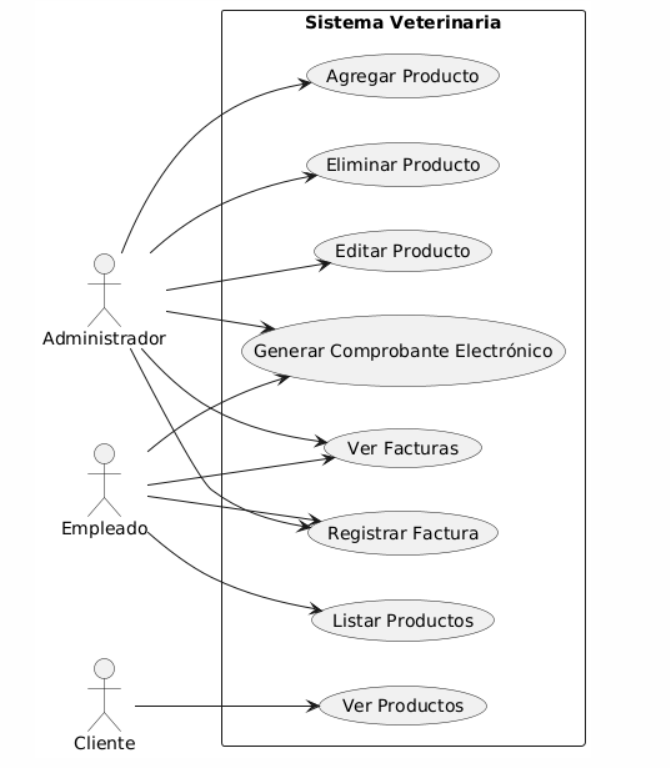 Sistema Veterinaria
Agregar Producto
Eliminar Producto
Editar Producto
Administrador
Generar Comprobante Electrónico
Ver Facturas
Empleado
Registrar Factura
Listar Productos
Ver Productos
Cliente